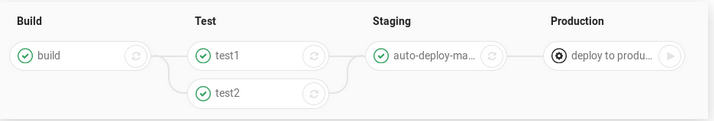 Build
Test
Staging
Production
build
test1
auto-deploy-ma...
deploy to produ...
test2